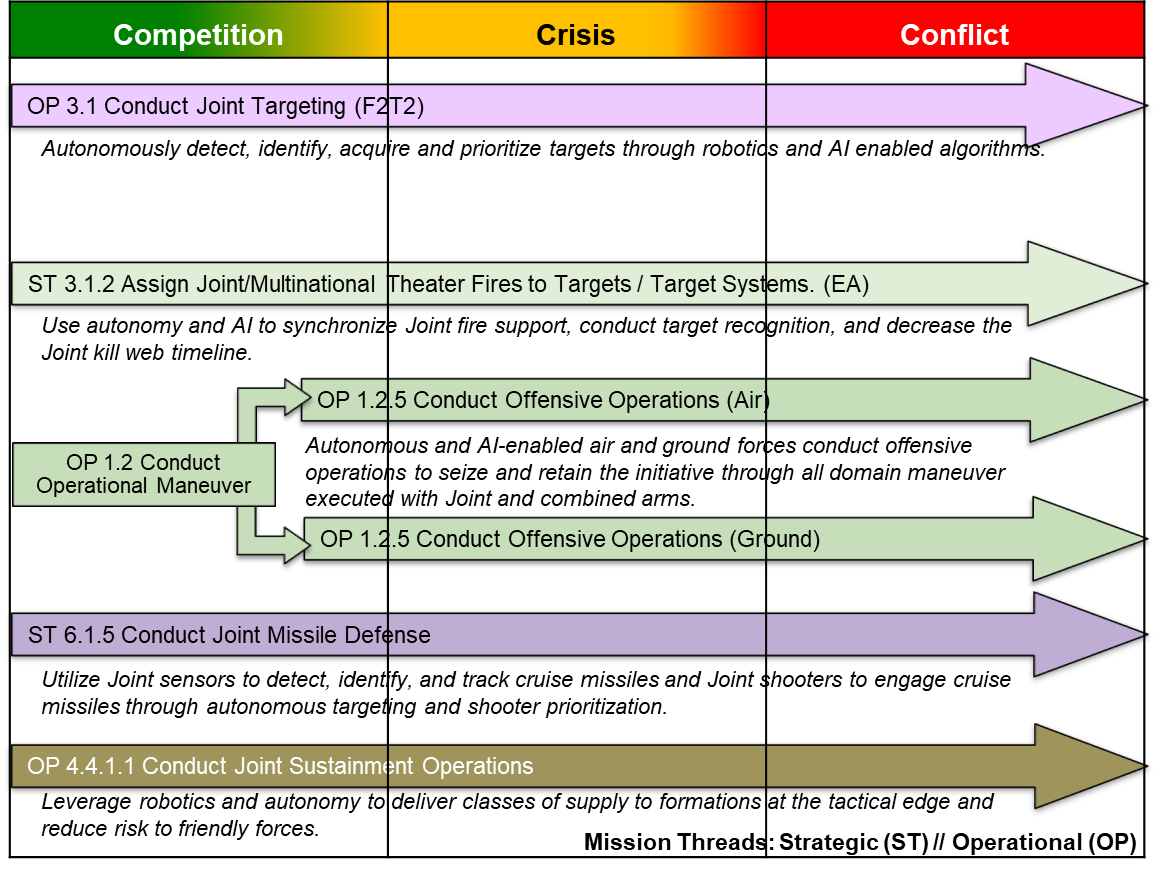 Competition
Crisis
Conflict
OP 3.1 Conduct Joint Targeting (F2T2)
Autonomously detect, identify, acquire and prioritize targets through robotics and AI enabled algorithms.
ST 3.1.2 Assign Joint/Multinational Theater Fires to Targets / Target Systems. (EA)
Use autonomy and AI to synchronize Joint fire support, conduct target recognition, and decrease the
Joint kill web timeline.
OP 1.2.5 Conduct Offensive Operations (Air)
OP 1.2 Conduct
Operational Maneuver
Autonomous and AI-enabled air and ground forces conduct offensive
operations to seize and retain the initiative through all domain maneuver
executed with Joint and combined arms.
OP 1.2.5 Conduct Offensive Operations (Ground)
ST 6.1.5 Conduct Joint Missile Defense
Utilize Joint sensors to detect, identify, and track cruise missiles and Joint shooters to engage cruise
missiles through autonomous targeting and shooter prioritization.
OP 4.4.1.1 Conduct Joint Sustainment Operations
Leverage robotics and autonomy to deliver classes of supply to formations at the tactical edge and
reduce risk to friendly forces.
Mission Threads: Strategic (ST) // Operational (OP)